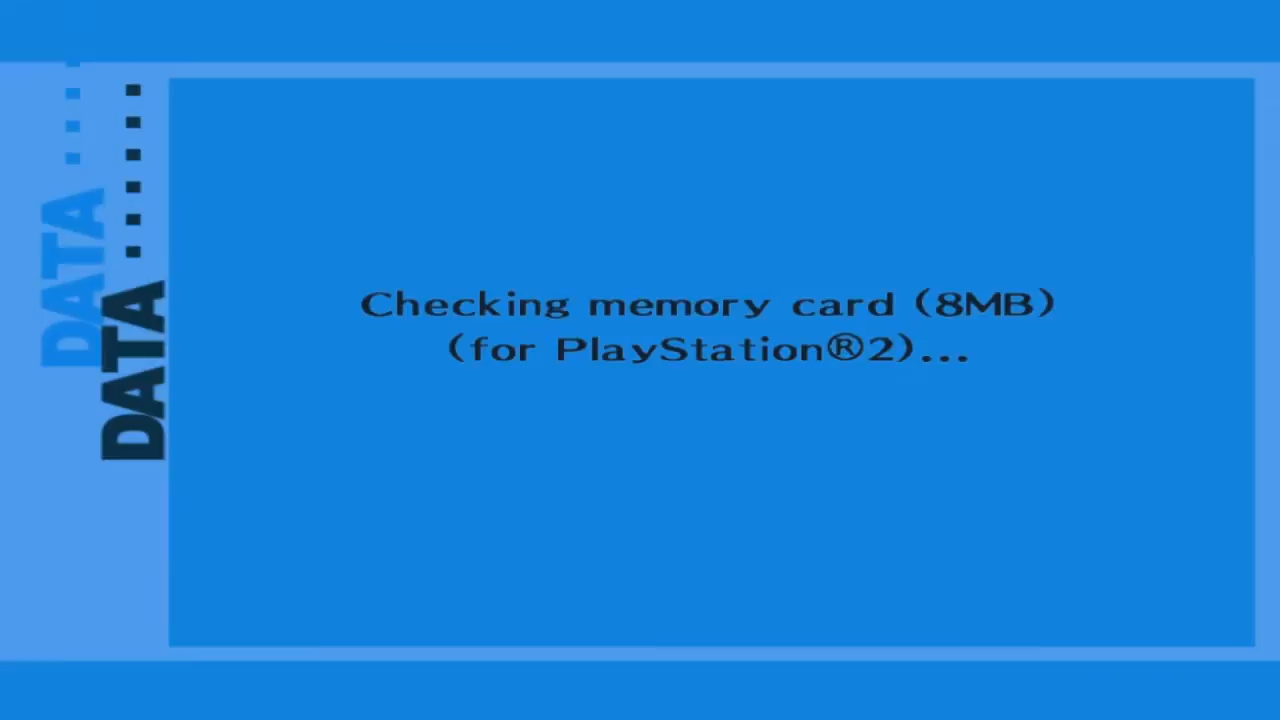 DATA......
DATA....
Checking memory card (8MB)
(for PlayStation®2)...